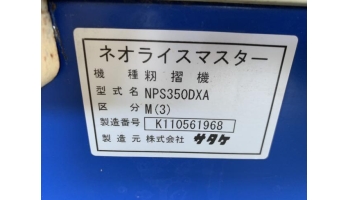 ネオライスマスター
機種 籾摺機
型式名 NPS350DXA
区分 M(3)
製造番号 K110561968
製造元 株式会社 サタケ